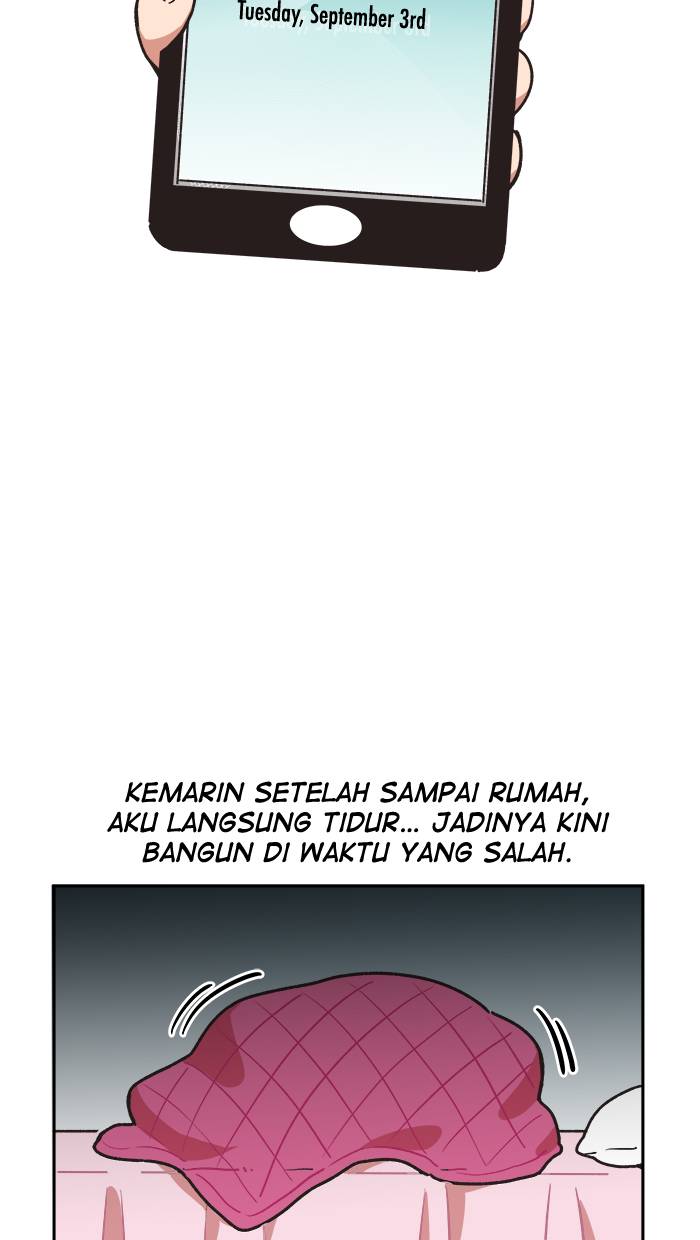 Tuesday, September 3rd
KEMARIN SETELAH SAMPAI RUMAH,
AKU LANGSUNG TIDUR... JADINYA KINI
BANGUN DI WAKTU YANG SALAH.